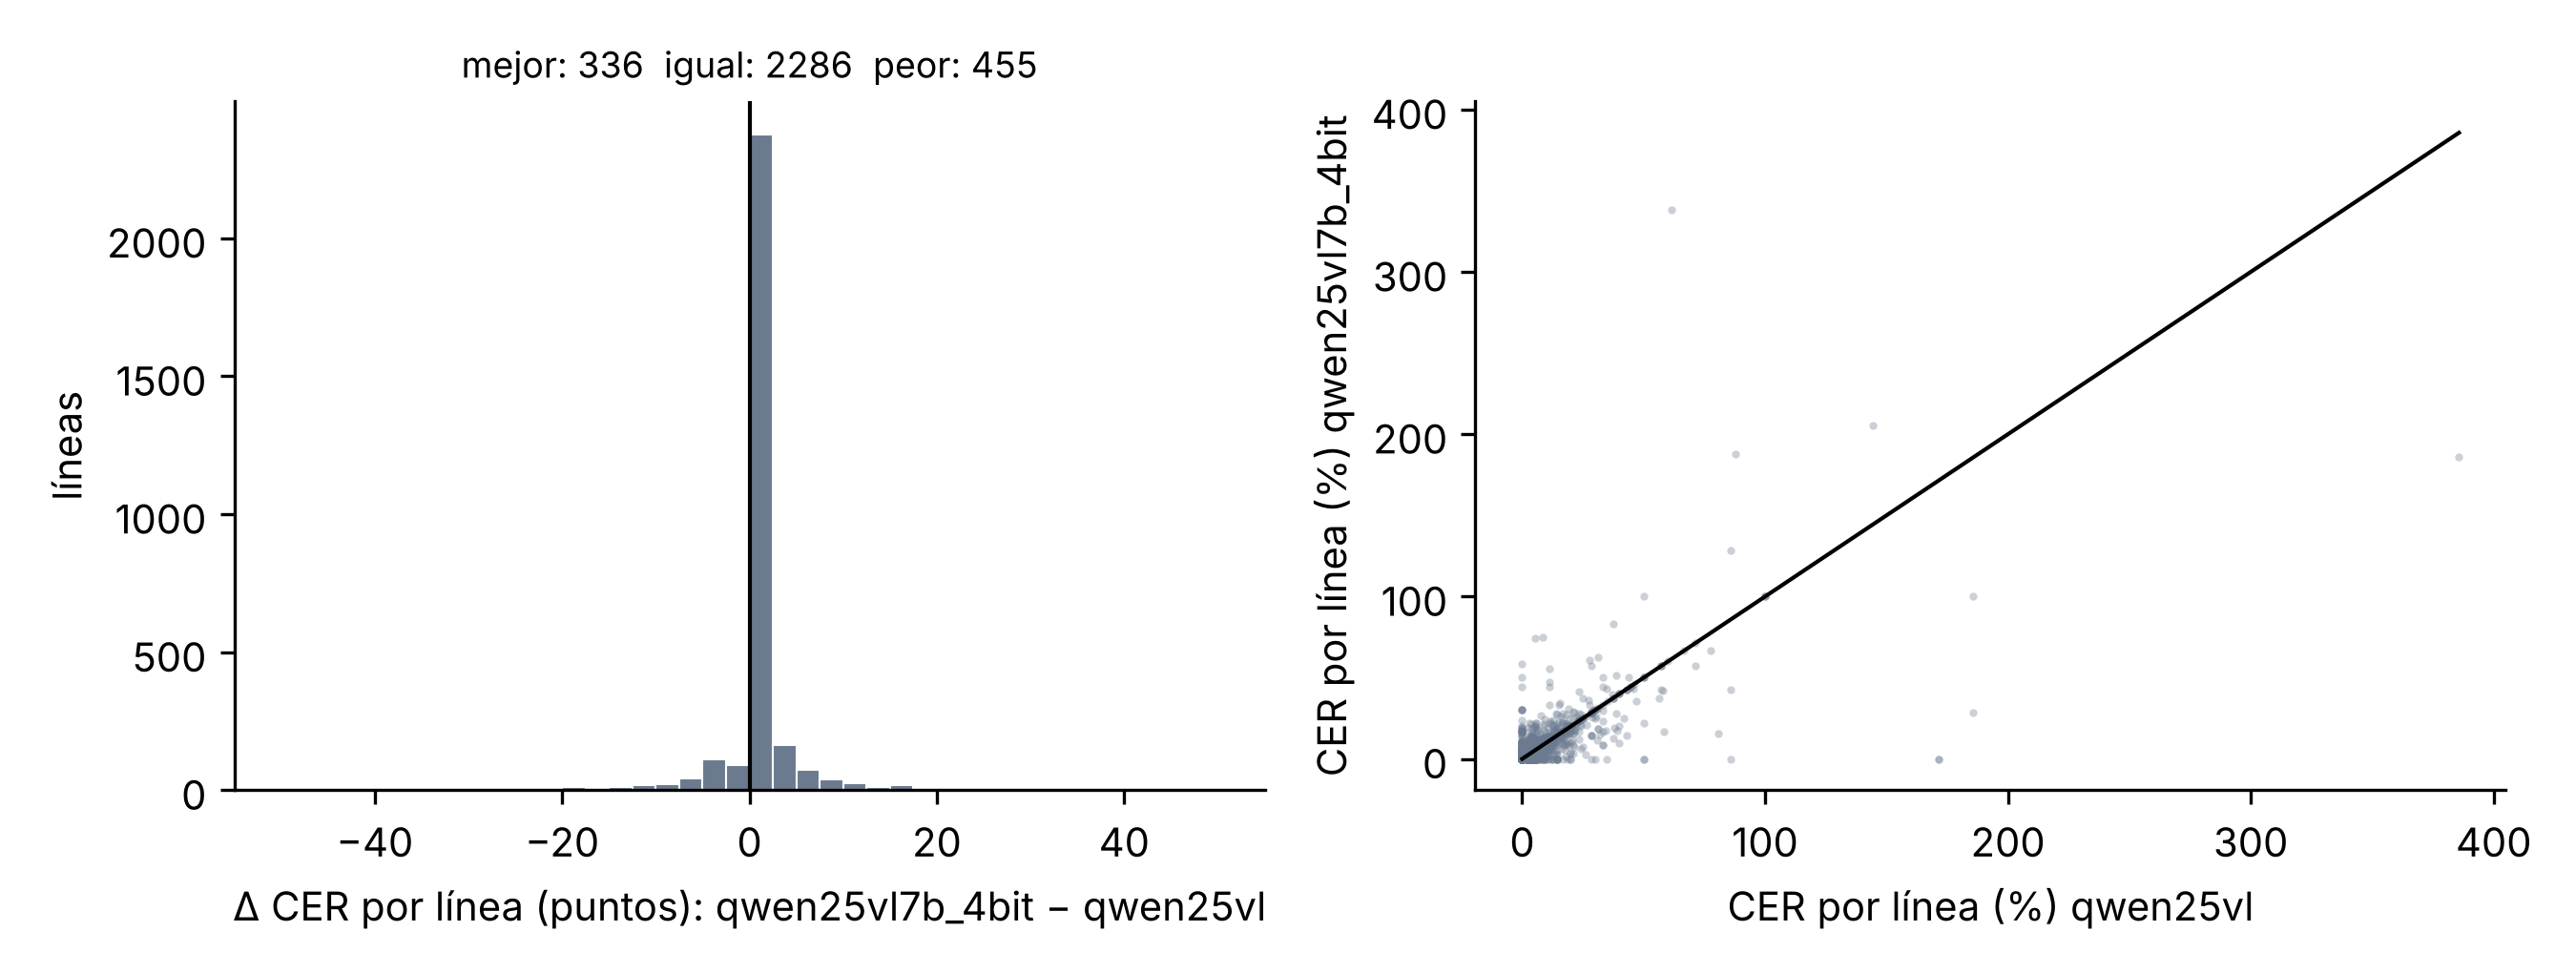 mejor: 336 igual: 2286 peor: 455
líneas
2000
1500
1000
500
0
−40 −20 0 20 40
Δ CER por línea (puntos): qwen25vl7b_4bit − qwen25vl
CER por línea (%) qwen25vl7b_4bit
400
300
200
100
0
0 100 200 300 400
CER por línea (%) qwen25vl